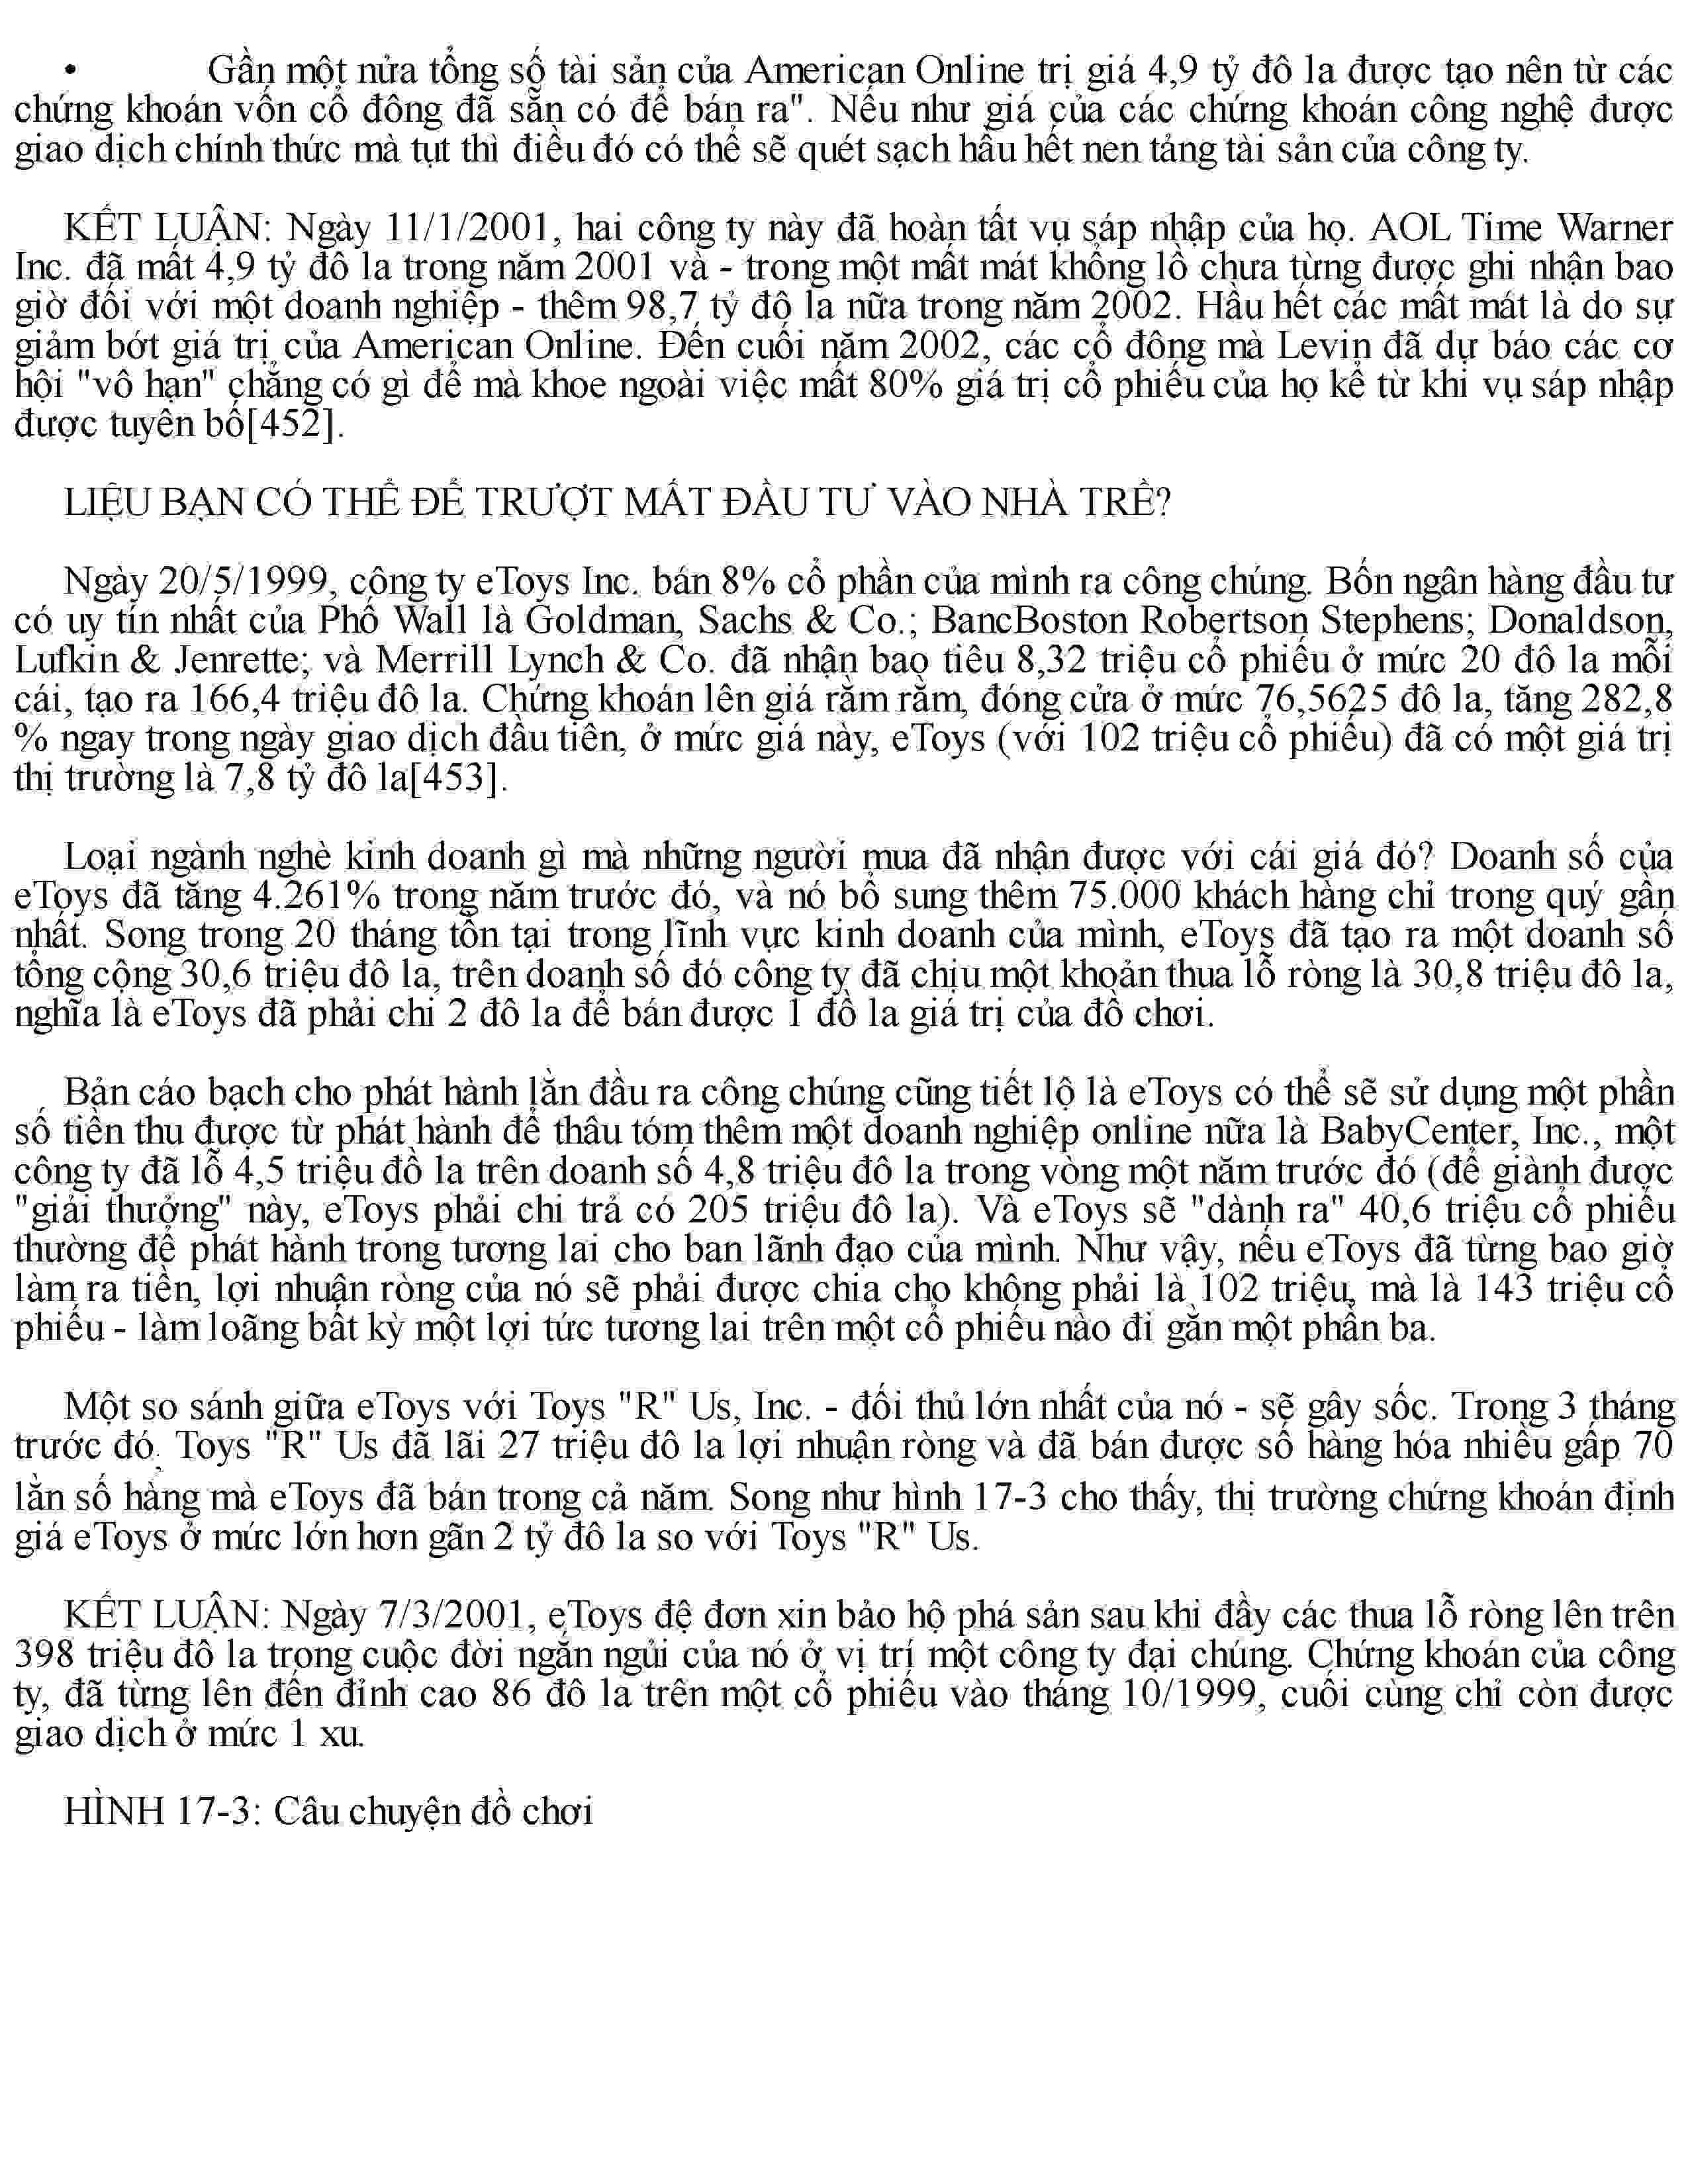 • Gần một nửa tổng số tài sản của American Online trị giá 4,9 tỷ đô la được tạo nên từ các
chứng khoán vốn cổ đông đã sẵn có để bán ra". Nếu như giá của các chứng khoán công nghệ được
giao dịch chính thức mà tụt thì điều đó có thể sẽ quét sạch hầu hết nen tảng tài sản của công ty.
KẾT LUẬN: Ngày 11/1/2001, hai công ty này đã hoàn tất vụ sáp nhập của họ. AOL Time Warner
Inc. đã mất 4,9 tỷ đô la trong năm 2001 và - trong một mất mát khổng lồ chưa từng được ghi nhận bao
giờ đối với một doanh nghiệp - thêm 98,7 tỷ đô la nữa trong năm 2002. Hầu hết các mất mát là do sự
giảm bớt giá trị của American Online. Đến cuối năm 2002, các cổ đông mà Levin đã dự báo các cơ
hội "vô hạn" chẳng có gì để mà khoe ngoài việc mất 80% giá trị cổ phiếu của họ kể từ khi vụ sáp nhập
được tuyên bố[452].
LIỆU BẠN CÓ THỂ ĐỂ TRƯỢT MẤT ĐẦU TƯ VÀO NHÀ TRỀ?
Ngày 20/5/1999, công ty eToys Inc. bán 8% cổ phần của mình ra công chúng. Bốn ngân hàng đầu tư
có uy tín nhất của Phố Wall là Goldman, Sachs & Co.; BancBoston Robertson Stephens; Donaldson,
Lufkin & Jenrette; và Merrill Lynch & Co. đã nhận bao tiêu 8,32 triệu cổ phiếu ở mức 20 đô la mỗi
cái, tạo ra 166,4 triệu đô la. Chứng khoán lên giá rầm rầm, đóng cửa ở mức 76,5625 đô la, tăng 282,8
% ngay trong ngày giao dịch đầu tiên, ở mức giá này, eToys (với 102 triệu cổ phiếu) đã có một giá trị
thị trường là 7,8 tỷ đô la[453].
Loại ngành nghề kinh doanh gì mà những người mua đã nhận được với cái giá đó? Doanh số của
eToys đã tăng 4.261% trong năm trước đó, và nó bổ sung thêm 75.000 khách hàng chỉ trong quý gần
nhất. Song trong 20 tháng tồn tại trong lĩnh vực kinh doanh của mình, eToys đã tạo ra một doanh số
tổng cộng 30,6 triệu đô la, trên doanh số đó công ty đã chịu một khoản thua lỗ ròng là 30,8 triệu đô la,
nghĩa là eToys đã phải chi 2 đô la để bán được 1 đồ la giá trị của đồ chơi.
Bản cáo bạch cho phát hành lần đầu ra công chúng cũng tiết lộ là eToys có thể sẽ sử dụng một phần
số tiền thu được từ phát hành để thâu tóm thêm một doanh nghiệp online nữa là BabyCenter, Inc., một
công ty đã lỗ 4,5 triệu đồ la trên doanh số 4,8 triệu đô la trong vòng một năm trước đó (để giành được
"giải thưởng" này, eToys phải chi trả có 205 triệu đô la). Và eToys sẽ "dành ra" 40,6 triệu cổ phiếu
thường để phát hành trong tương lai cho ban lãnh đạo của mình. Như vậy, nếu eToys đã từng bao giờ
làm ra tiền, lợi nhuận ròng của nó sẽ phải được chia cho không phải là 102 triệu, mà là 143 triệu cổ
phiếu - làm loãng bất kỳ một lợi tức tương lai trên một cổ phiếu nào đi gần một phần ba.
Một so sánh giữa eToys với Toys "R" Us, Inc. - đối thủ lớn nhất của nó - sẽ gây sốc. Trong 3 tháng
trước đó. Toys "R" Us đã lãi 27 triệu đô la lợi nhuận ròng và đã bán được số hàng hóa nhiều gấp 70
lần số hàng mà eToys đã bán trong cả năm. Song như hình 17-3 cho thấy, thị trường chứng khoán định
giá eToys ở mức lớn hơn gãn 2 tỷ đô la so với Toys "R" Us.
KẾT LUẬN: Ngày 7/3/2001, eToys đệ đơn xin bảo hộ phá sản sau khi đầy các thua lỗ ròng lên trên
398 triệu đô la trong cuộc đời ngắn ngủi của nó ở vị trí một công ty đại chúng. Chứng khoán của công
ty, đã từng lên đến đỉnh cao 86 đô la trên một cổ phiếu vào tháng 10/1999, cuối cùng chỉ còn được
giao dịch ở mức 1 xu.
HÌNH 17-3: Câu chuyện đồ chơi